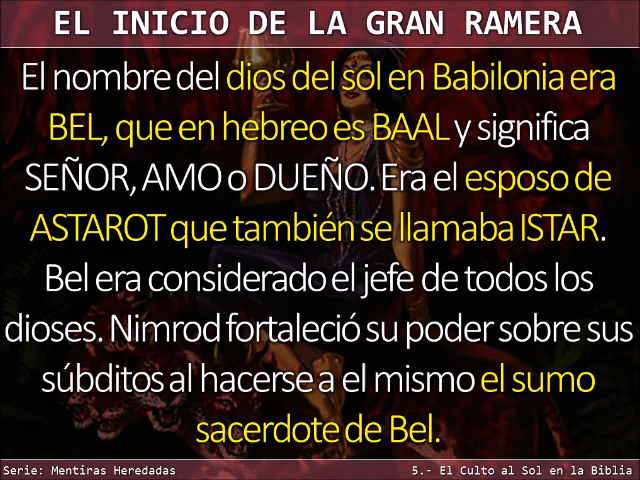 EL INICIO DE LA GRAN RAMERA
El nombre del dios del sol en Babilonia era
BEL, que en hebreo es BAAL y significa
SEÑOR, AMO o DUEÑO. Era el esposo de
ASTAROT que también se llamaba ISTAR.
Bel era considerado el jefe de todos los
dioses. Nimrod fortaleció su poder sobre sus
súbditos al hacerse a el mismo el sumo
sacerdote de Bel.
Serie: Mentiras Heredadas
5.- El Culto al Sol en la Biblia